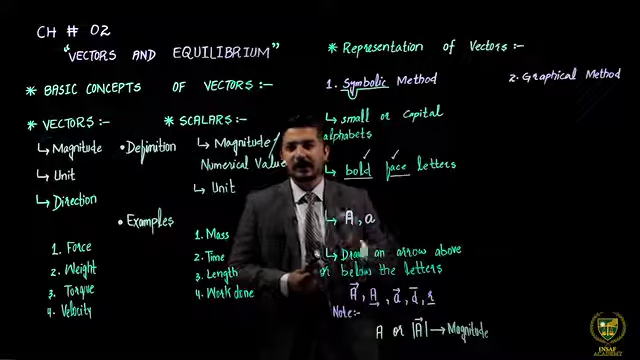 CH # 02
"VECTORS AND EQUILIBRIUM"
* BASIC CONCEPTS OF VECTORS :-
* VECTORS :-
↳ Magnitude
↳ Unit
↳ Direction
• Definition
• Examples
1. Force
2. Weight
3. Torque
4. Velocity
* SCALARS :-
↳ Magnitude/
Numerical Value
↳ Unit
1. Mass
2. Time
3. Length
4. Work done
* Representation of Vectors :-
1. Symbolic Method
↳ small or capital
alphabets
↳ bold face letters
↳ A, a
↳ Draw an arrow above
or below the letters
Note :-
A or |A⃗| → Magnitude
2. Graphical Method
INSAF
ACADEMY